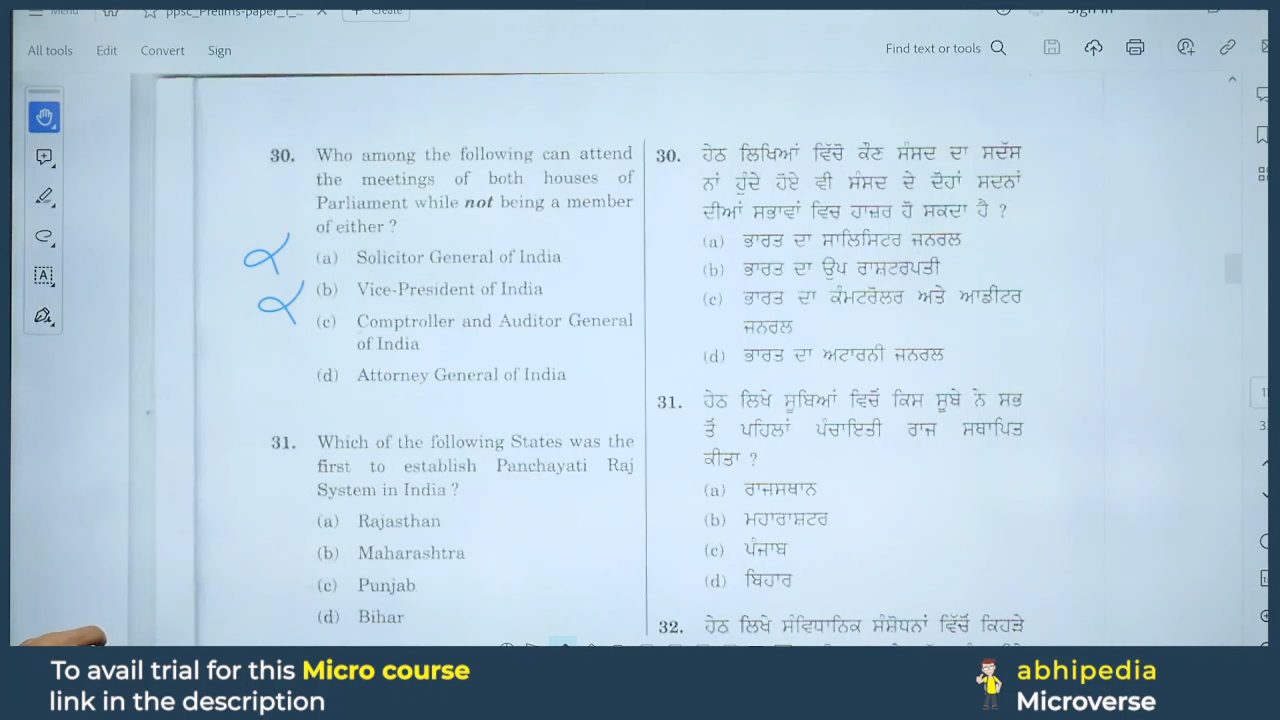 Menu
ppsc_Prelims-paper_1_...
Create
Sign in
All tools
Edit
Convert
Sign
Find text or tools
30. Who among the following can attend
the meetings of both houses of
Parliament while not being a member
of either ?
(a) Solicitor General of India
(b) Vice-President of India
(c) Comptroller and Auditor General
of India
(d) Attorney General of India
31. Which of the following States was the
first to establish Panchayati Raj
System in India ?
(a) Rajasthan
(b) Maharashtra
(c) Punjab
(d) Bihar
30. ਹੇਠ ਲਿਖਿਆਂ ਵਿੱਚੋਂ ਕੌਣ ਸੰਸਦ ਦਾ ਸਦੱਸ
ਨਾਂ ਹੁੰਦੇ ਹੋਏ ਵੀ ਸੰਸਦ ਦੇ ਦੋਹਾਂ ਸਦਨਾਂ
ਦੀਆਂ ਸਭਾਵਾਂ ਵਿਚ ਹਾਜ਼ਰ ਹੋ ਸਕਦਾ ਹੈ ?
(a) ਭਾਰਤ ਦਾ ਸਾਲਿਸਿਟਰ ਜਨਰਲ
(b) ਭਾਰਤ ਦਾ ਉਪ ਰਾਸ਼ਟਰਪਤੀ
(c) ਭਾਰਤ ਦਾ ਕੰਮਟਰੋਲਰ ਅਤੇ ਆਡੀਟਰ
ਜਨਰਲ
(d) ਭਾਰਤ ਦਾ ਅਟਾਰਨੀ ਜਨਰਲ
31. ਹੇਠ ਲਿਖੇ ਸੂਬਿਆਂ ਵਿਚੋਂ ਕਿਸ ਸੂਬੇ ਨੇ ਸਭ
ਤੋਂ ਪਹਿਲਾਂ ਪੰਚਾਇਤੀ ਰਾਜ ਸਥਾਪਿਤ
ਕੀਤਾ ?
(a) ਰਾਜਸਥਾਨ
(b) ਮਹਾਰਾਸ਼ਟਰ
(c) ਪੰਜਾਬ
(d) ਬਿਹਾਰ
32. ਹੇਠ ਲਿਖੇ ਸੰਵਿਧਾਨਿਕ ਸੰਸ਼ੋਧਨਾਂ ਵਿੱਚੋਂ ਕਿਹੜੇ
To avail trial for this Micro course
link in the description
abhipedia
Microverse